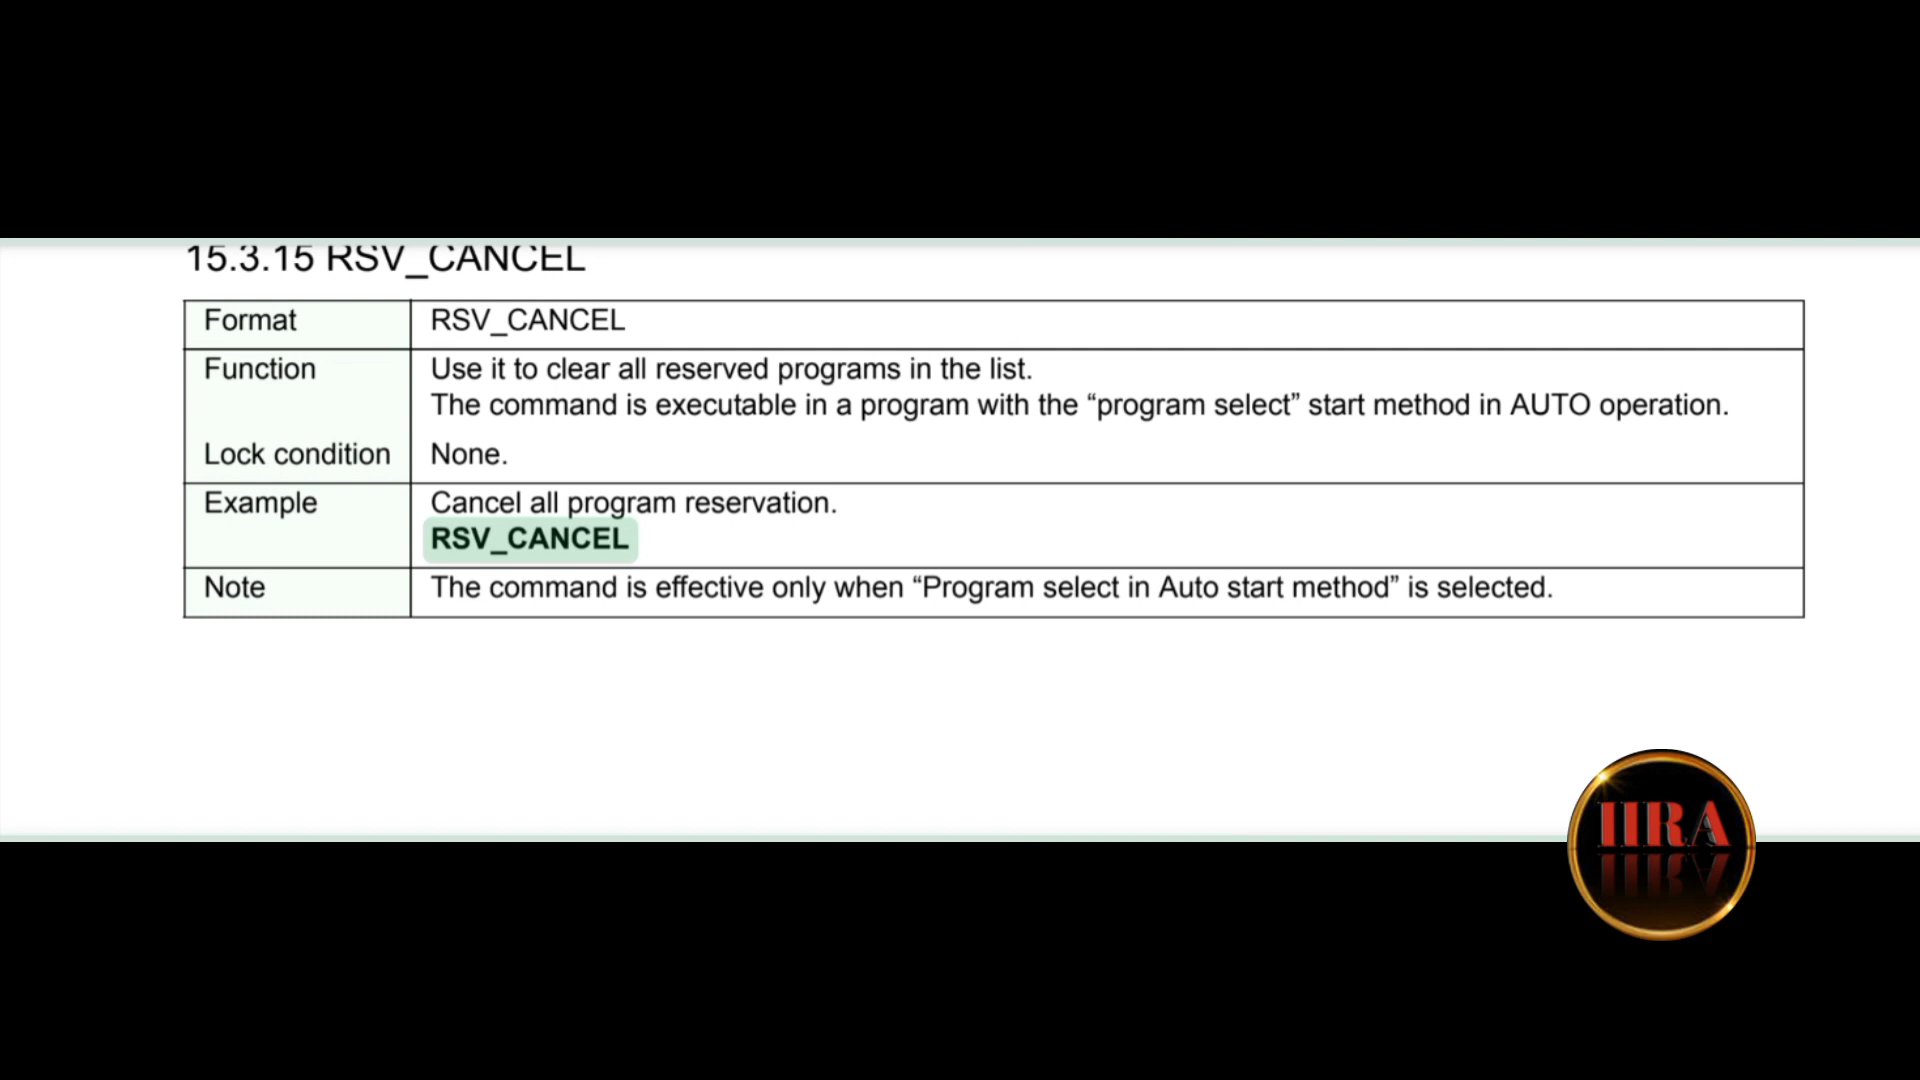 15.3.15 RSV_CANCEL
Format RSV_CANCEL
Function Use it to clear all reserved programs in the list.
The command is executable in a program with the “program select” start method in AUTO operation.
Lock condition None.
Example Cancel all program reservation.
RSV_CANCEL
Note The command is effective only when “Program select in Auto start method” is selected.
IIRA